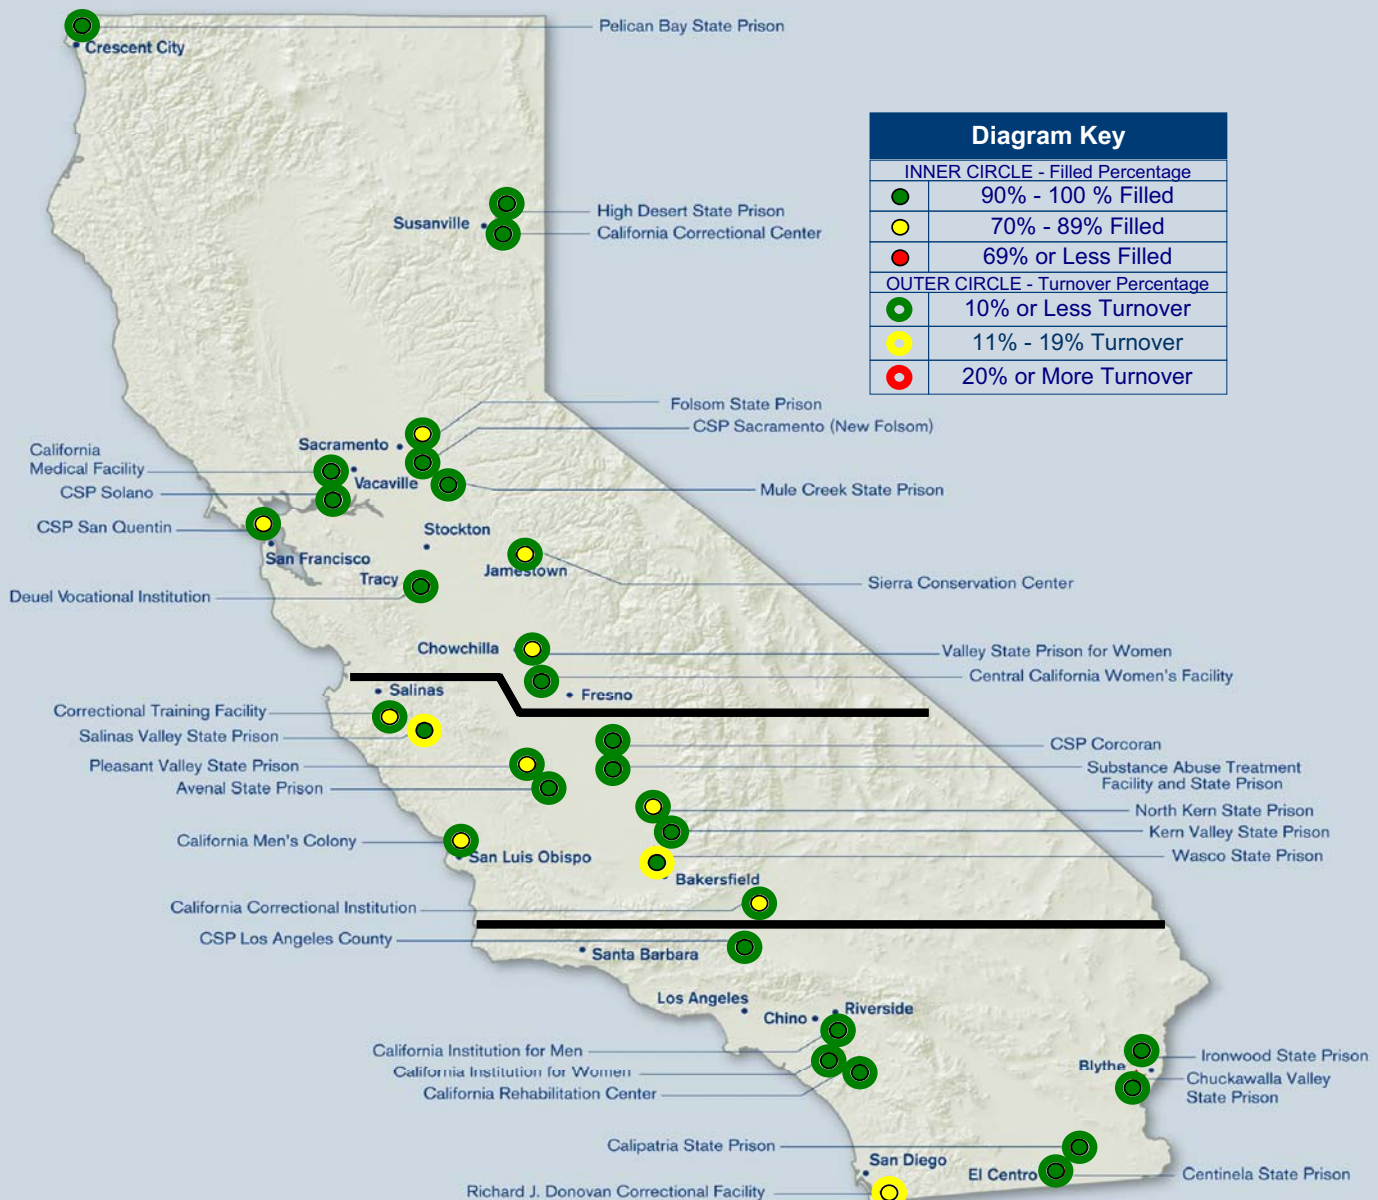 Pelican Bay State Prison
Crescent City
Diagram Key
INNER CIRCLE - Filled Percentage
90% - 100 % Filled
70% - 89% Filled
69% or Less Filled
OUTER CIRCLE - Turnover Percentage
10% or Less Turnover
11% - 19% Turnover
20% or More Turnover
High Desert State Prison
Susanville
California Correctional Center
Folsom State Prison
CSP Sacramento (New Folsom)
Sacramento
California
Medical Facility
Vacaville
CSP Solano
Mule Creek State Prison
CSP San Quentin
Stockton
San Francisco
Jamestown
Tracy
Sierra Conservation Center
Deuel Vocational Institution
Chowchilla
Valley State Prison for Women
Central California Women's Facility
Salinas
Fresno
Correctional Training Facility
Salinas Valley State Prison
CSP Corcoran
Pleasant Valley State Prison
Substance Abuse Treatment
Facility and State Prison
Avenal State Prison
North Kern State Prison
Kern Valley State Prison
California Men's Colony
San Luis Obispo
Wasco State Prison
Bakersfield
California Correctional Institution
CSP Los Angeles County
Santa Barbara
Los Angeles
Riverside
Chino
California Institution for Men
Ironwood State Prison
Blythe
California Institution for Women
Chuckawalla Valley
State Prison
California Rehabilitation Center
Calipatria State Prison
San Diego
El Centro
Centinela State Prison
Richard J. Donovan Correctional Facility